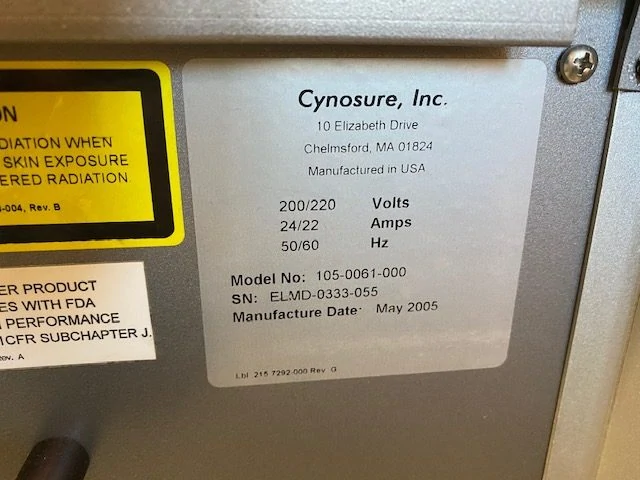 Cynosure, Inc.
10 Elizabeth Drive
Chelmsford, MA 01824
Manufactured in USA
200/220 Volts
24/22 Amps
50/60 Hz
Model No: 105-0061-000
SN: ELMD-0333-055
Manufacture Date: May 2005
Lbl 215 7292-000 Rev G
ON
DIATION WHEN
SKIN EXPOSURE
ERED RADIATION
-004, Rev. B
ER PRODUCT
ES WITH FDA
PERFORMANCE
CFR SUBCHAPTER J.
Rev. A